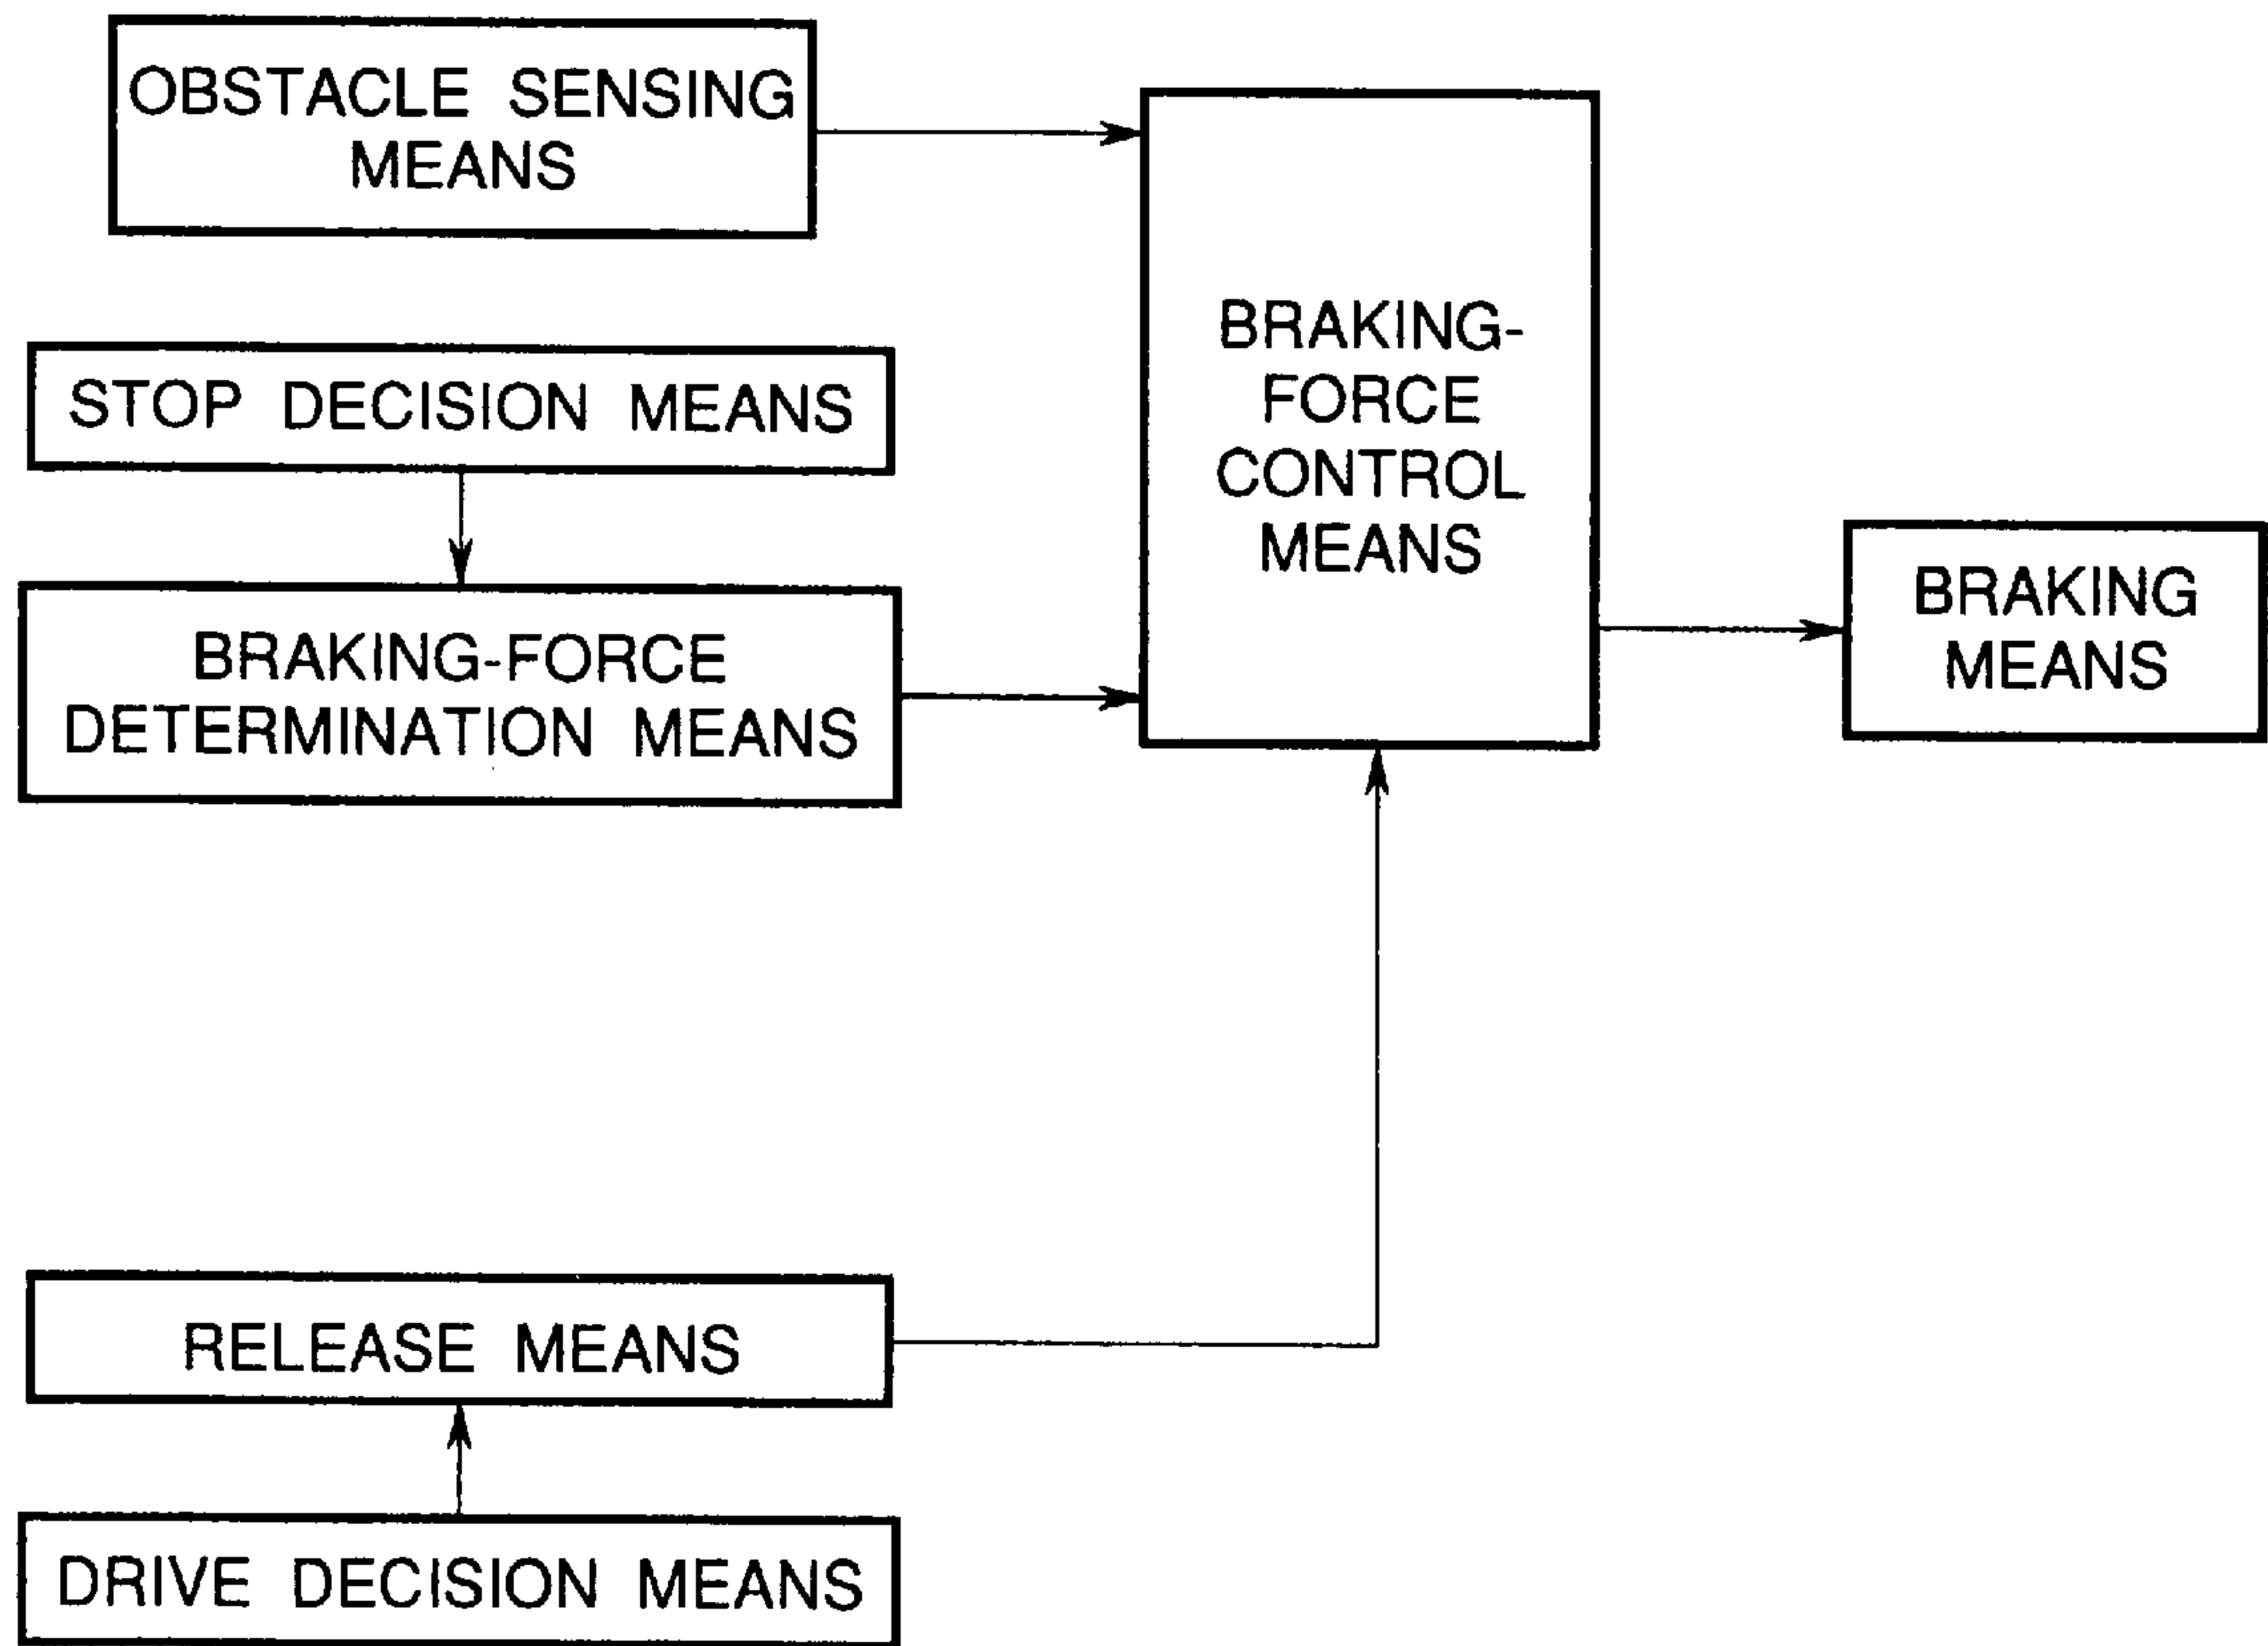 OBSTACLE SENSING
MEANS
STOP DECISION MEANS
BRAKING-FORCE
DETERMINATION MEANS
BRAKING-
FORCE
CONTROL
MEANS
BRAKING
MEANS
RELEASE MEANS
DRIVE DECISION MEANS